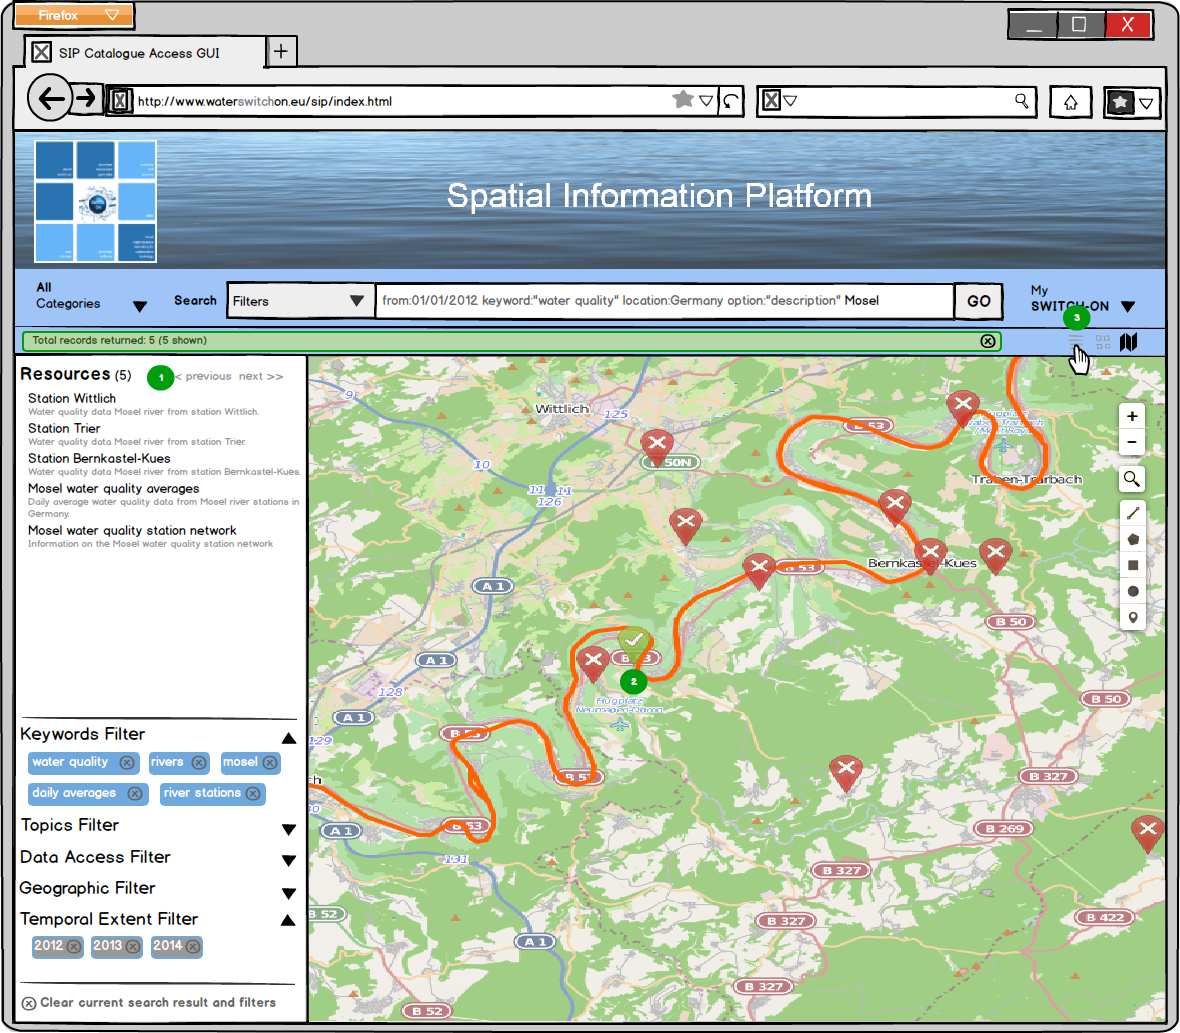 Firefox
SIP Catalogue Access GUI
http://www.waterswitchon.eu/sip/index.html
Spatial Information Platform
All
Categories
Search
Filters
from:01/01/2012 keyword:"water quality" location:Germany option:"description" Mosel
GO
My
SWITCH-ON
3
Total records returned: 5 (5 shown)
Resources (5)
1
< previous next >>
Station Wittlich
Water quality data Mosel river from station Wittlich.
Station Trier
Water quality data Mosel river from station Trier.
Station Bernkastel-Kues
Water quality data Mosel river from station Bernkastel-Kues.
Mosel water quality averages
Daily average water quality data from Mosel river stations in
Germany.
Mosel water quality station network
Information on the Mosel water quality station network
Keywords Filter
water quality
rivers
mosel
daily averages
river stations
Topics Filter
Data Access Filter
Geographic Filter
Temporal Extent Filter
2012
2013
2014
Clear current search result and filters
9
Wittlich
125
B 53
50N
10
11
11
126
Traben-Trarbach
Bernkastel-Kues
B 53
A 1
B 50
A 1
2
Flugplatz
Neumagen-Dhron
128
A 1
B 50
129
B 53
B 327
A 1
B 53
B 269
131
B 327
B 52
B 327
B 422
A 1
B 327
B 52
+
−